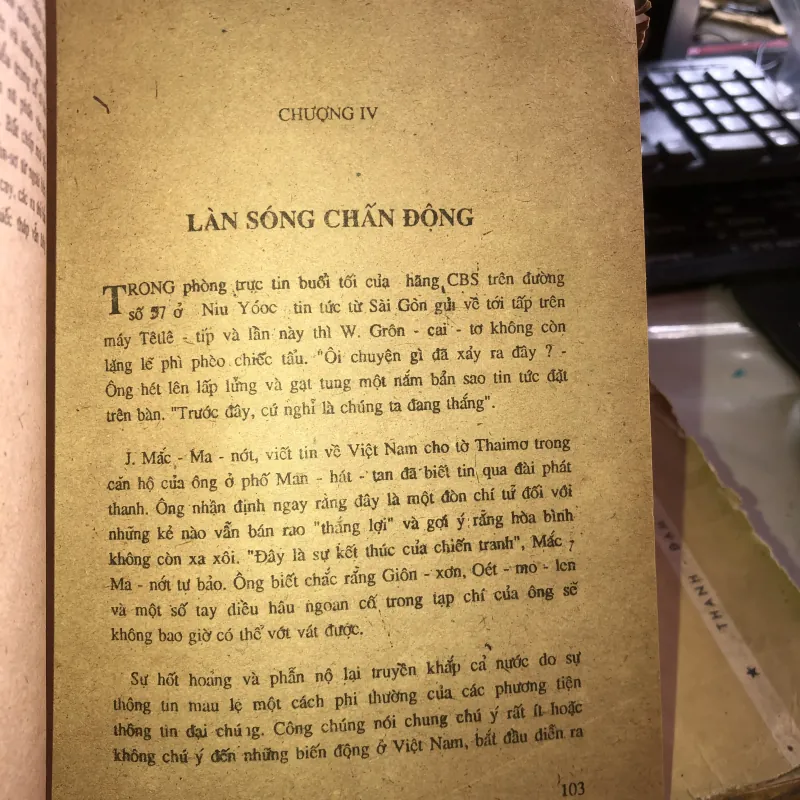 CHƯƠNG IV
LÀN SÓNG CHẤN ĐỘNG
TRONG phòng trực tin buổi tối của hãng CBS trên đường
số 57 ở Niu Yóoc tin tức từ Sài Gòn gửi về tới tấp trên
máy Têtlê - típ và lần này thì W. Grôn - cai - tơ không còn
lặng lẽ phì phèo chiếc tẩu. "Ôi chuyện gì đã xảy ra đây ? -
Ông hét lên lấp lửng và gạt tung một nắm bản sao tin tức đặt
trên bàn. "Trước đây, cứ nghĩ là chúng ta đang thắng".
J. Mắc - Ma - nót, viết tin về Việt Nam cho tờ Thaimơ trong
căn hộ của ông ở phố Man - hát - tan đã biết tin qua đài phát
thanh. Ông nhận định ngay rằng đây là một đòn chí tử đối với
những kẻ nào vẫn bán rao "thắng lợi" và gợi ý rằng hòa bình
không còn xa xôi. "Đây là sự kết thúc của chiến tranh", Mắc -
Ma - nớt tự bảo. Ông biết chắc rằng Giôn - xơn, Oét - mo - len
và một số tay diều hâu ngoan cố trong tạp chí của ông sẽ
không bao giờ có thể vớt vát được.
Sự hốt hoảng và phẫn nộ lại truyền khắp cả nước do sự
thông tin mau lẹ một cách phi thường của các phương tiện
thông tin đại chúng. Công chúng nói chung chú ý rất ít hoặc
không chú ý đến những biến động ở Việt Nam, bắt đầu diễn ra
103
THANH